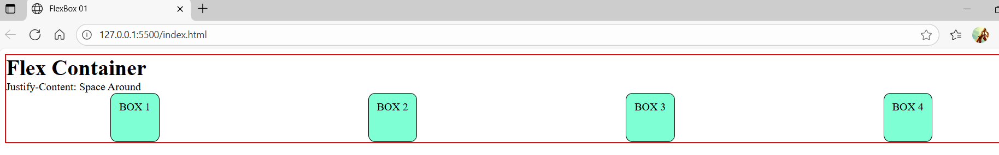 FlexBox 01
127.0.0.1:5500/index.html
Flex Container
Justify-Content: Space Around
BOX 1 BOX 2 BOX 3 BOX 4